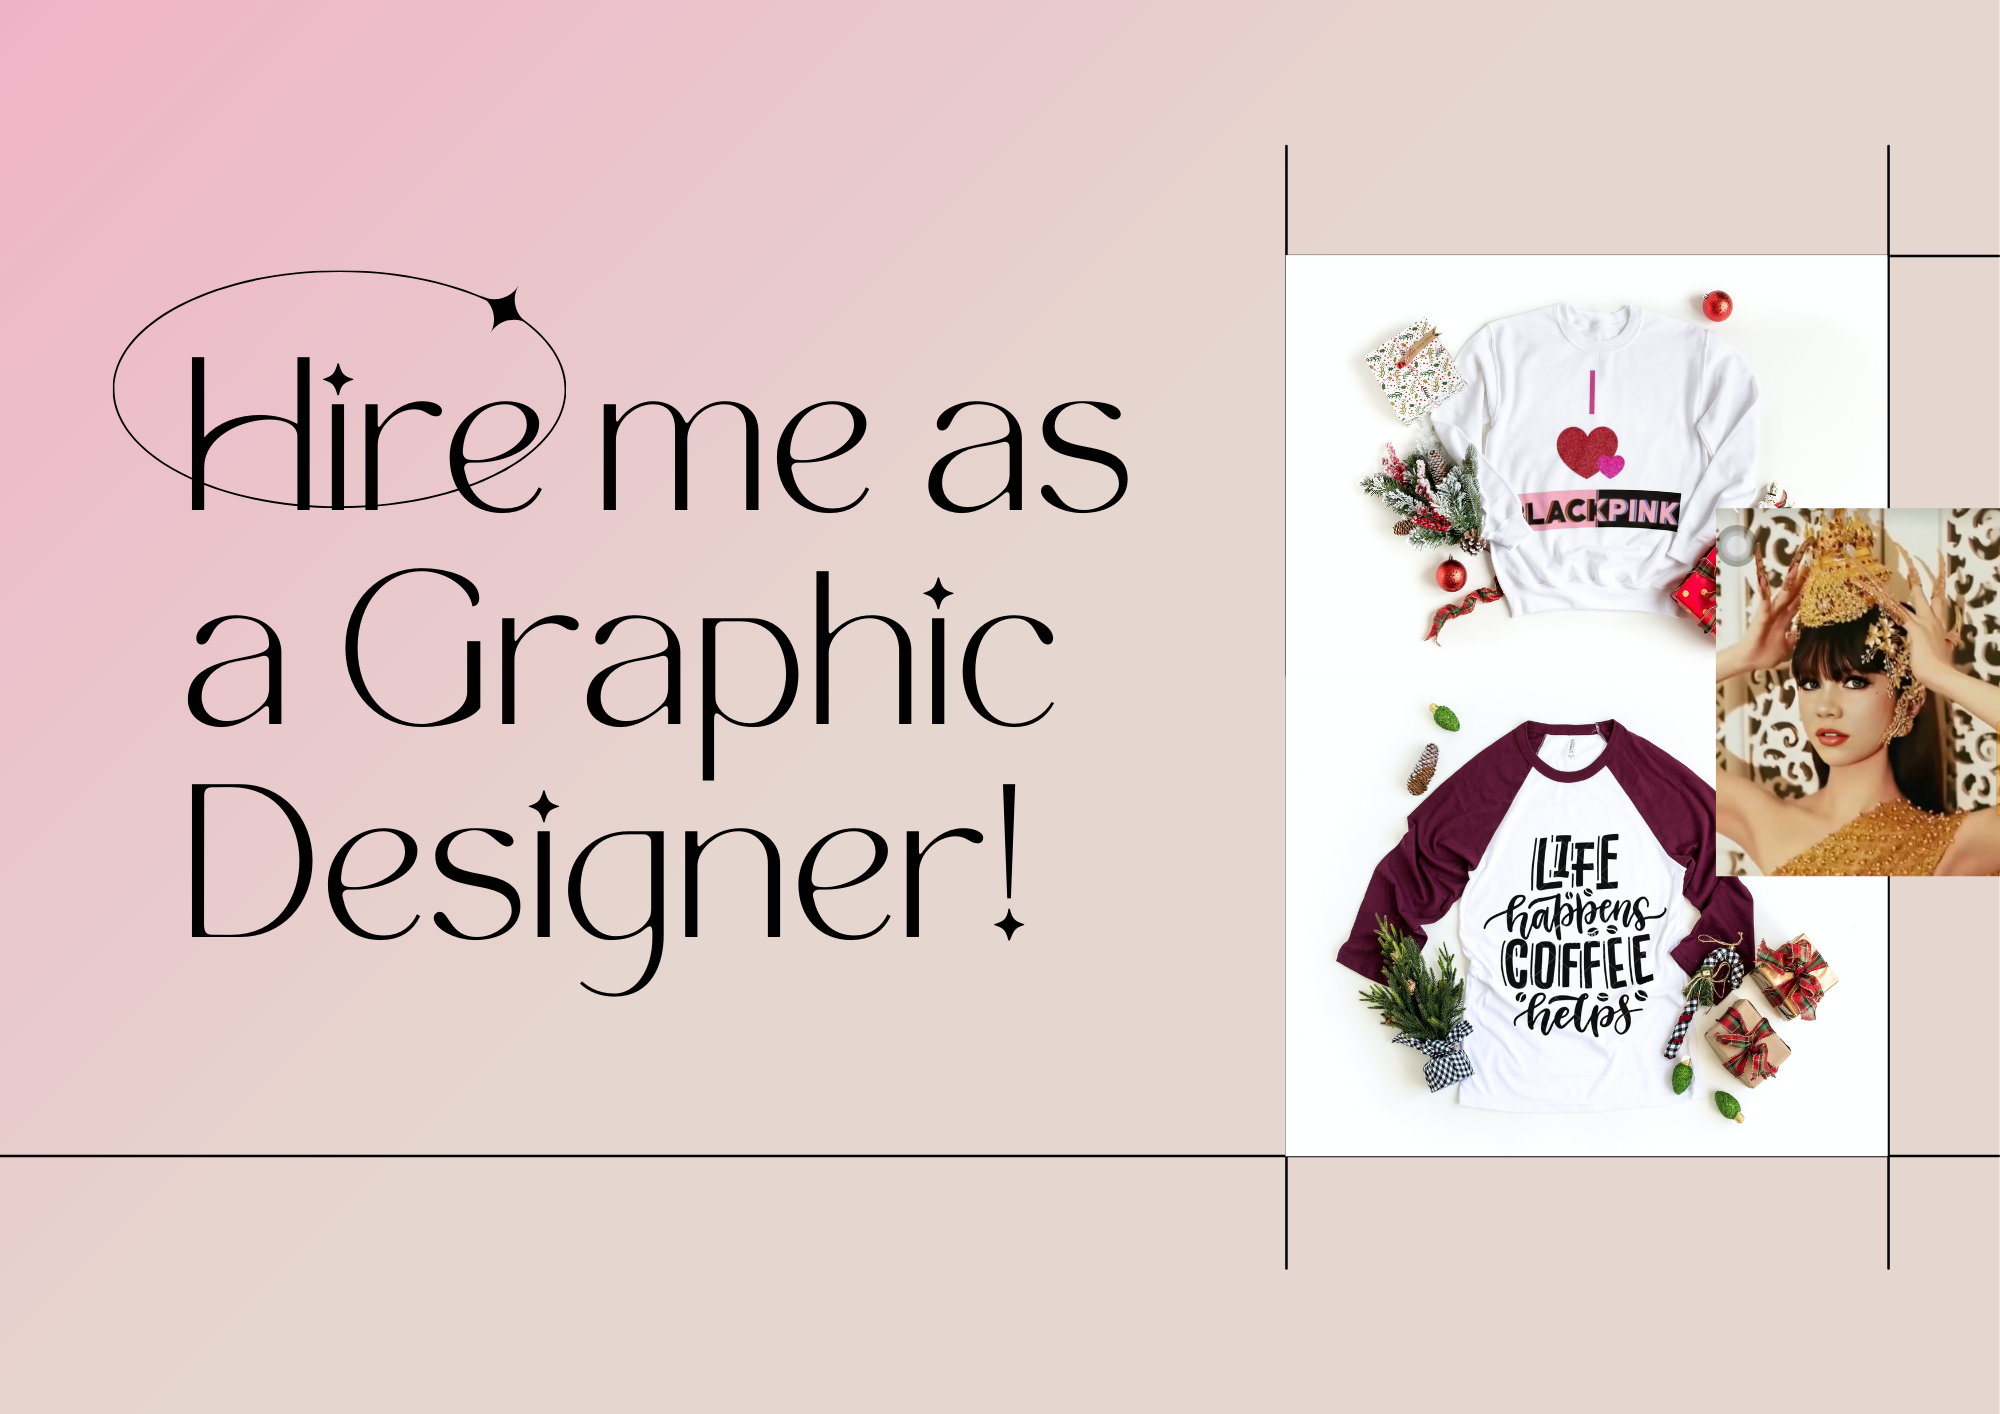 Hire me as
a Graphic
Designer!
I
LACKPINK
LIFE
happens
COFFEE
helps